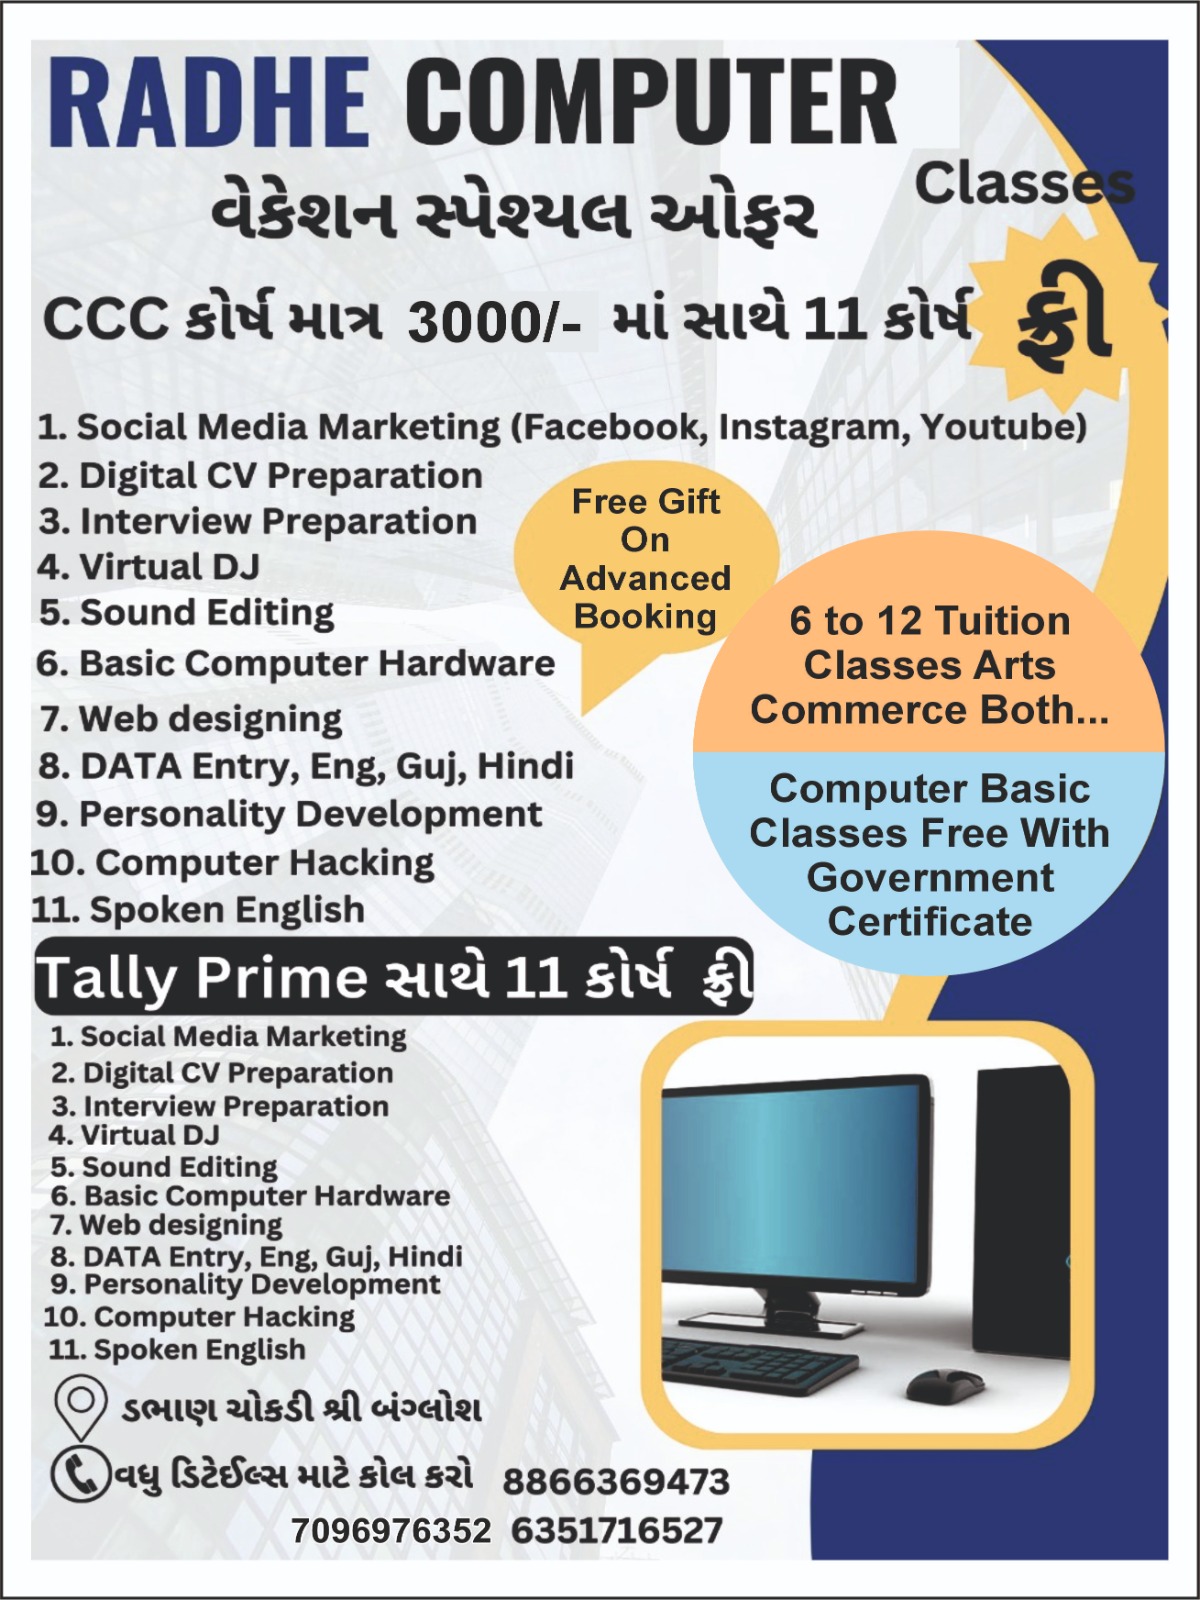 RADHE COMPUTER
Classes
વેકેશન સ્પેશ્યલ ઓફર
CCC કોર્ષ માત્ર 3000/- માં સાથે 11 કોર્ષ ફ્રી
1. Social Media Marketing (Facebook, Instagram, Youtube)
2. Digital CV Preparation
3. Interview Preparation
4. Virtual DJ
5. Sound Editing
6. Basic Computer Hardware
7. Web designing
8. DATA Entry, Eng, Guj, Hindi
9. Personality Development
10. Computer Hacking
11. Spoken English
Free Gift
On
Advanced
Booking
6 to 12 Tuition
Classes Arts
Commerce Both...
Computer Basic
Classes Free With
Government
Certificate
Tally Prime સાથે 11 કોર્ષ ફ્રી
1. Social Media Marketing
2. Digital CV Preparation
3. Interview Preparation
4. Virtual DJ
5. Sound Editing
6. Basic Computer Hardware
7. Web designing
8. DATA Entry, Eng, Guj, Hindi
9. Personality Development
10. Computer Hacking
11. Spoken English
ડભાણ ચોકડી શ્રી બંગ્લોશ
વધુ ડિટેઈલ્સ માટે કોલ કરો 8866369473
7096976352 6351716527